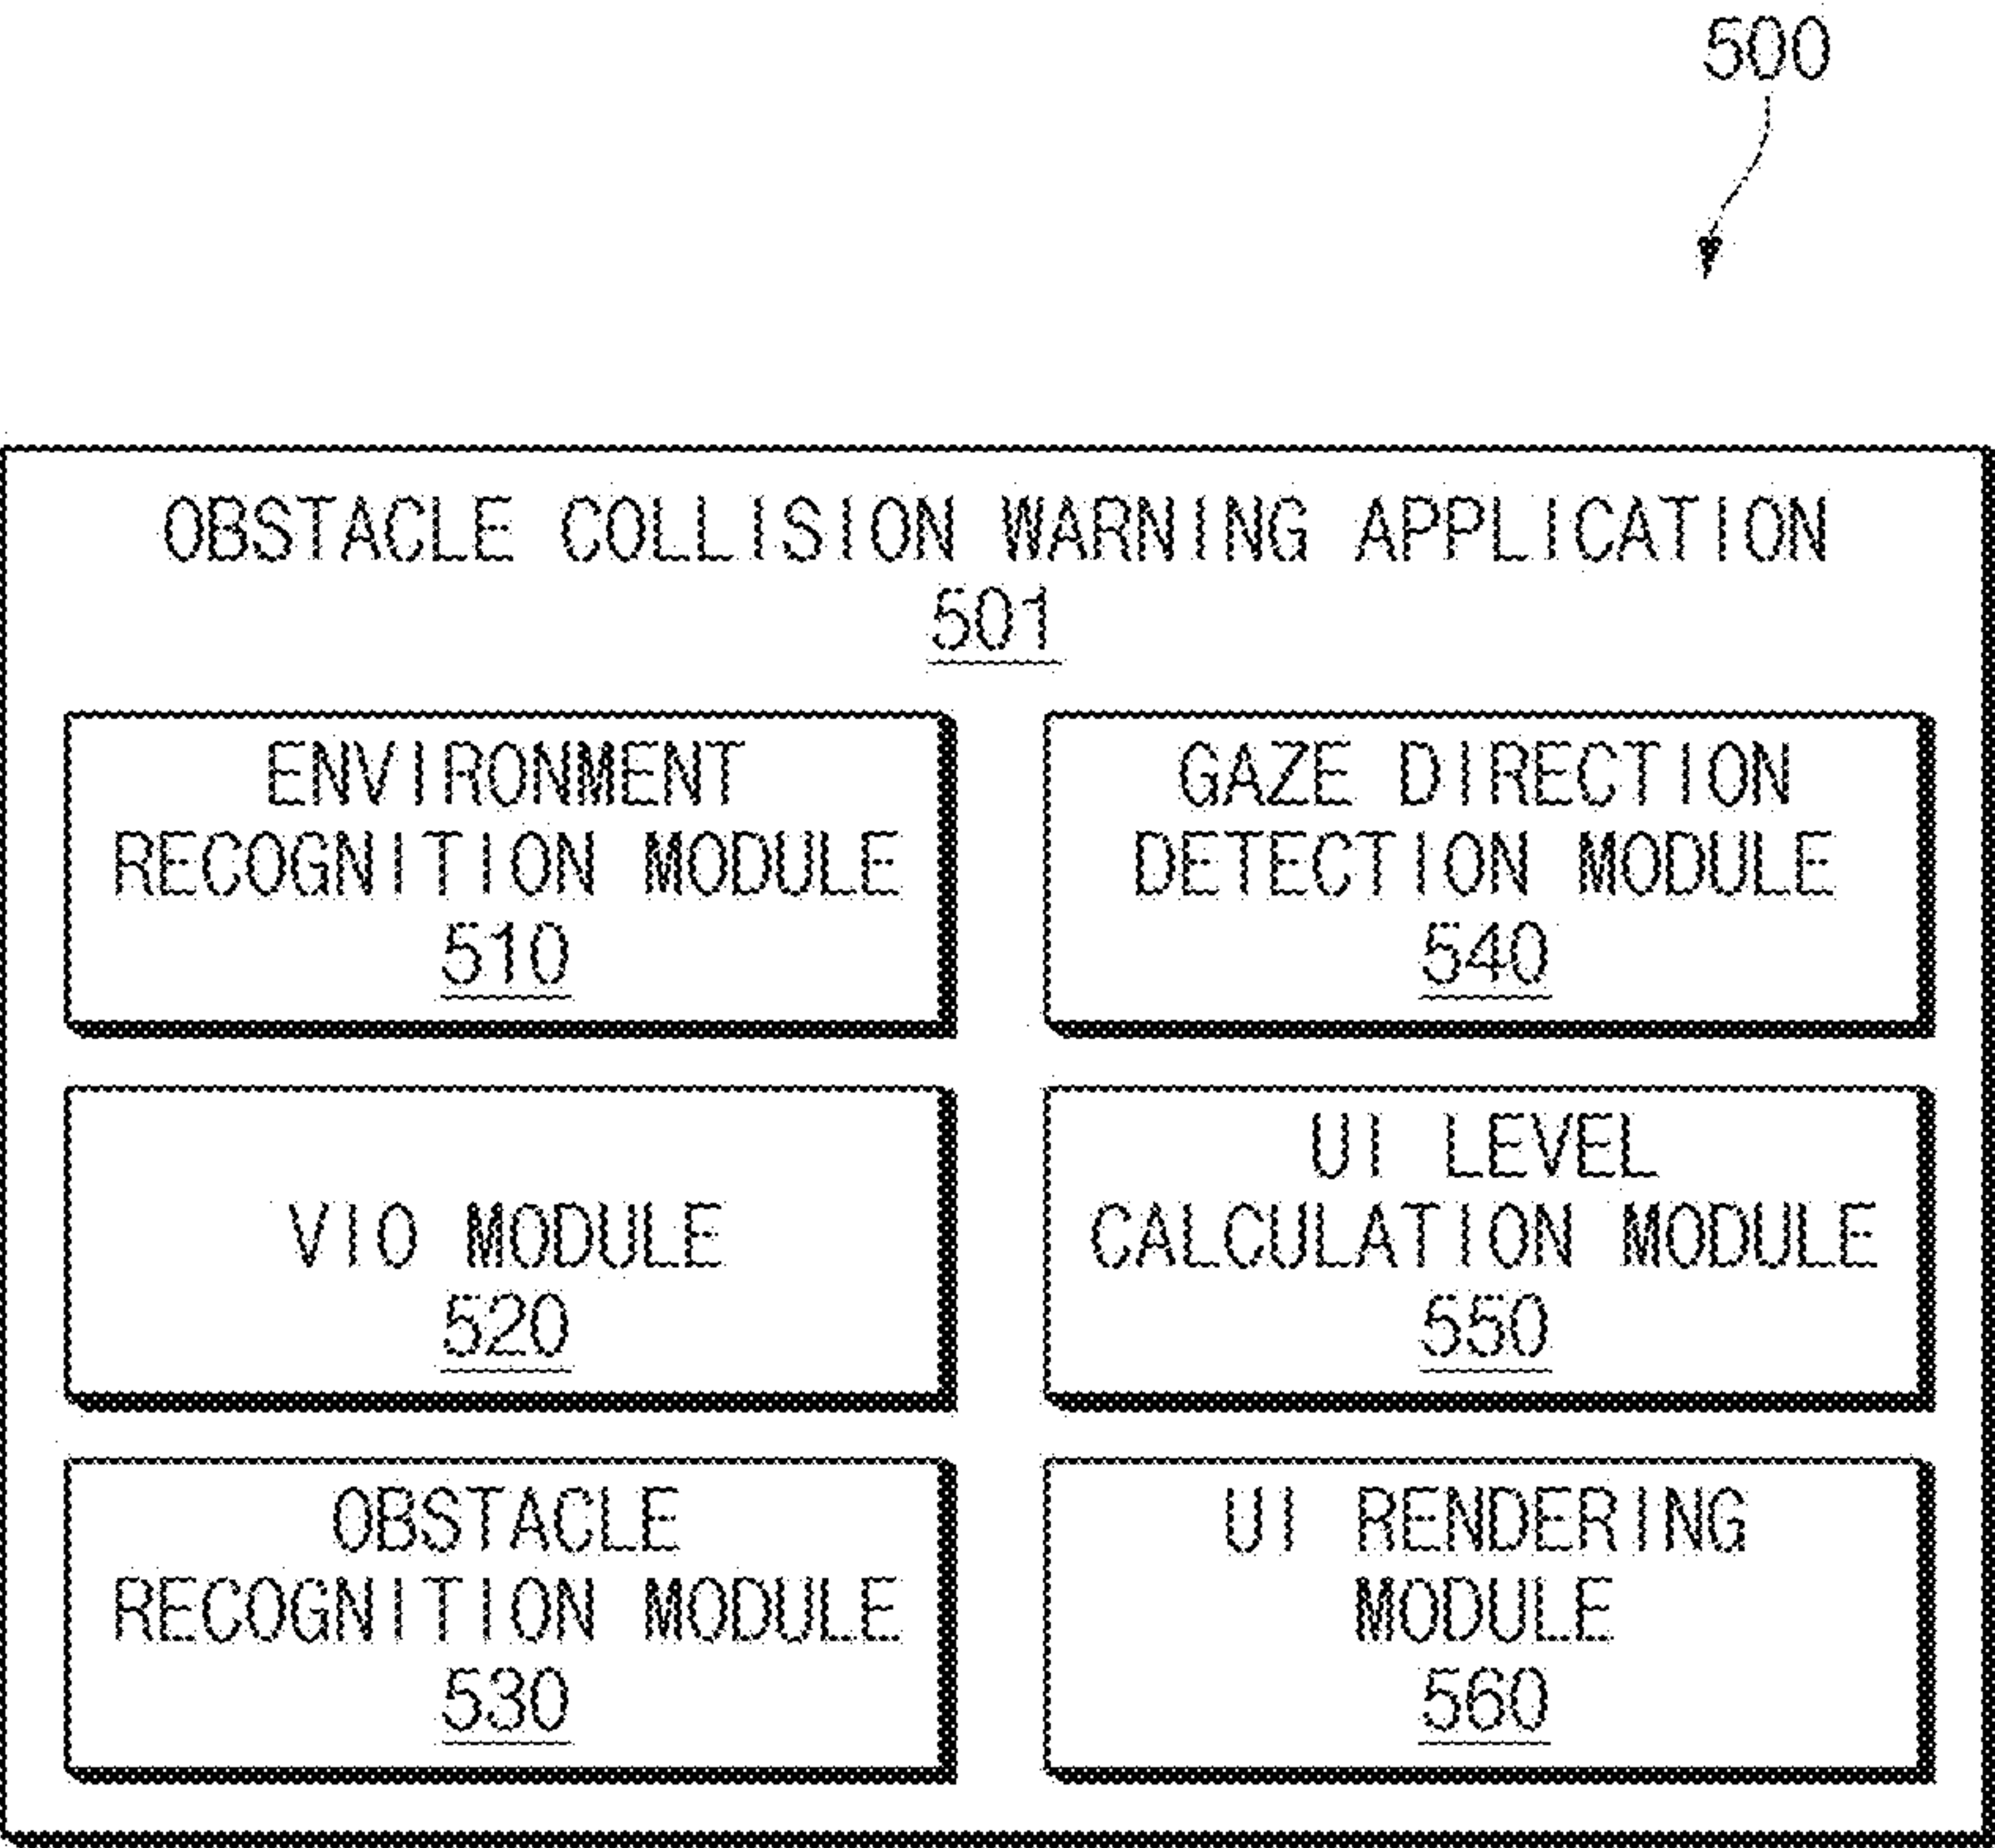 500
OBSTACLE COLLISION WARNING APPLICATION
501
ENVIRONMENT
RECOGNITION MODULE
510
GAZE DIRECTION
DETECTION MODULE
540
VIO MODULE
520
UI LEVEL
CALCULATION MODULE
550
OBSTACLE
RECOGNITION MODULE
530
UI RENDERING
MODULE
560